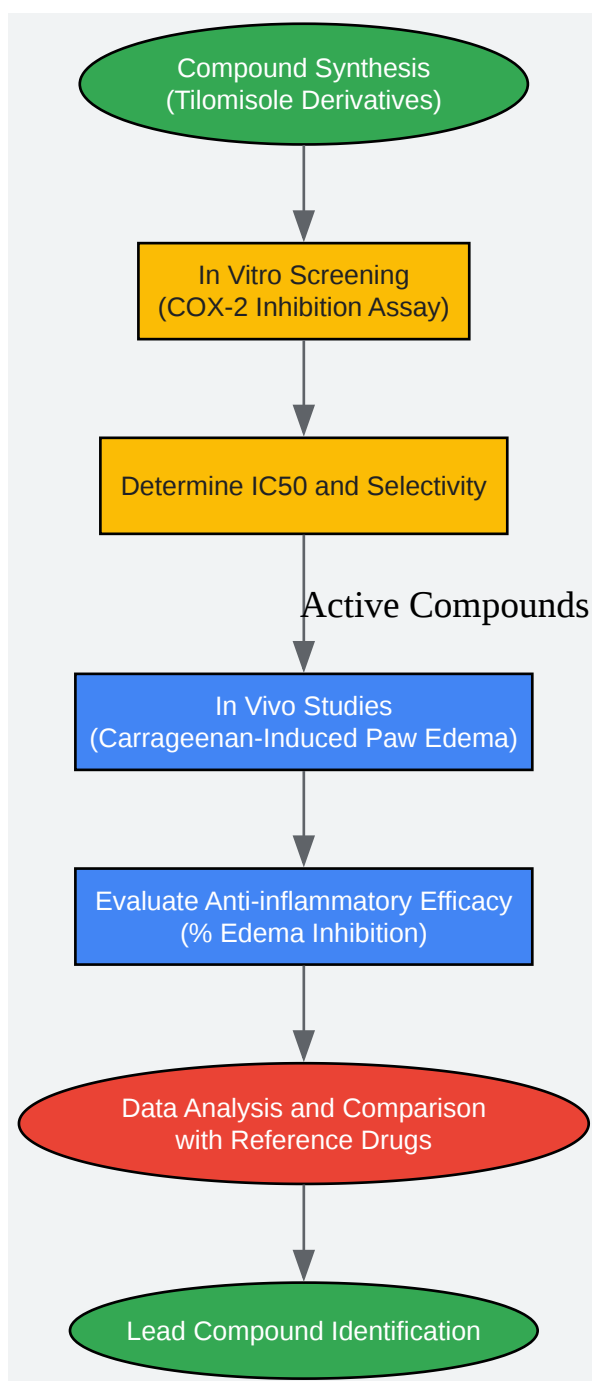 Compound Synthesis
(Tilomisole Derivatives)
In Vitro Screening
(COX-2 Inhibition Assay)
Determine IC50 and Selectivity
Active Compounds
In Vivo Studies
(Carrageenan-Induced Paw Edema)
Evaluate Anti-inflammatory Efficacy
(% Edema Inhibition)
Data Analysis and Comparison
with Reference Drugs
Lead Compound Identification